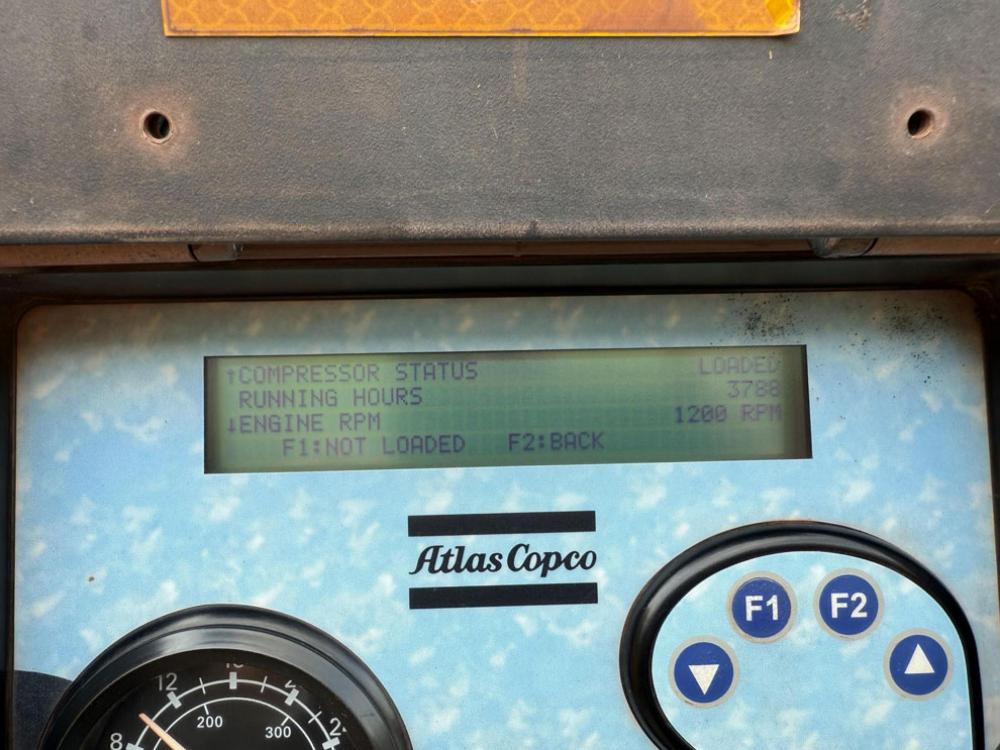 ↑COMPRESSOR STATUS LOADED
RUNNING HOURS 3788
↓ENGINE RPM 1200 RPM
F1:NOT LOADED F2:BACK
Atlas Copco
F1 F2
12
200 300
8